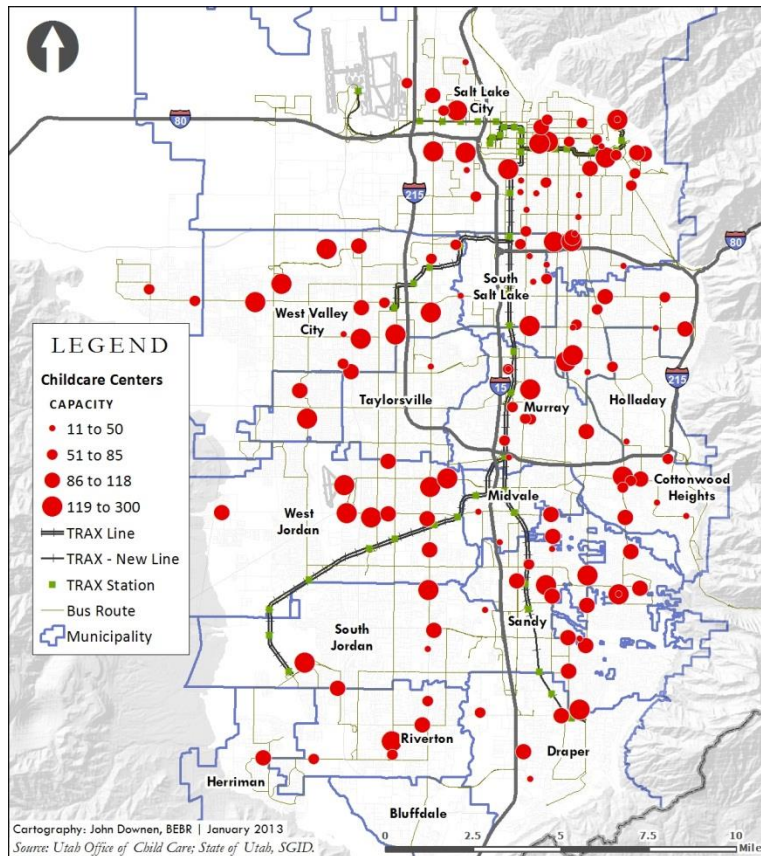 Salt Lake
City
80
215
80
South
Salt Lake
West Valley
City
LEGEND
Childcare Centers
CAPACITY
11 to 50
51 to 85
86 to 118
119 to 300
TRAX Line
TRAX - New Line
TRAX Station
Bus Route
Municipality
215
15
Taylorsville
Murray
Holladay
Cottonwood
Heights
Midvale
West
Jordan
Sandy
South
Jordan
Riverton
Draper
Herriman
Bluffdale
Cartography: John Downen, BEBR | January 2013
Source: Utah Office of Child Care; State of Utah, SGID.
0 2.5 5 7.5 10
Miles